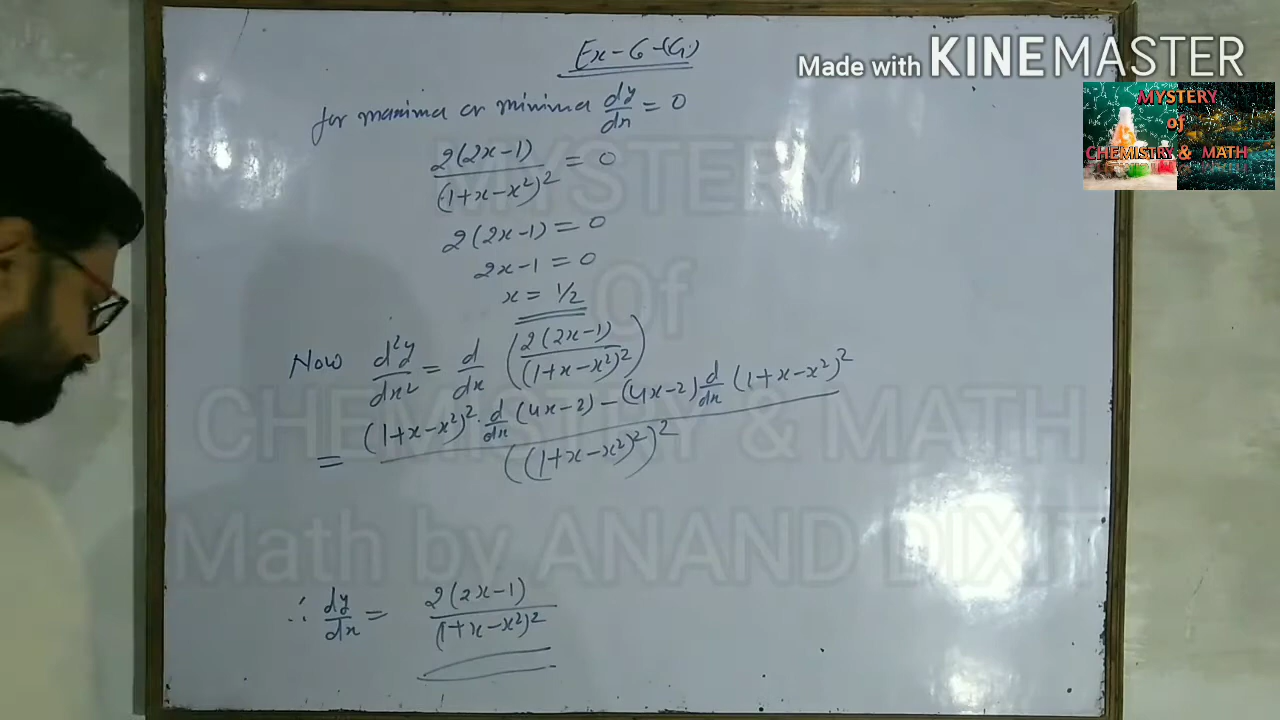 Made with KINEMASTER
MYSTERY
of
CHEMISTRY & MATH
Ex-6-(G)
for maxima or minima dy/dx = 0
2(2x-1)/(1+x-x²)² = 0
2(2x-1) = 0
2x-1 = 0
x = 1/2
Now d²y/dx² = d/dx (2(2x-1)/(1+x-x²)²)
= ((1+x-x²)² · d/dx (4x-2) - (4x-2) d/dx (1+x-x²)²)/((1+x-x²)²)²
∴ dy/dx = 2(2x-1)/(1+x-x²)²
MYSTERY
Of
CHEMISTRY & MATH
Math by ANAND DIXIT